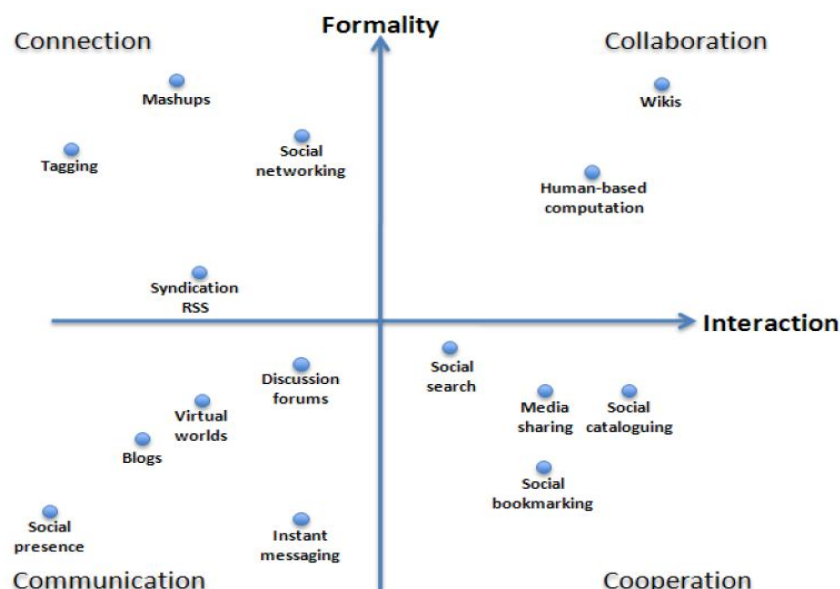 Formality
Connection
Collaboration
Mashups
Wikis
Tagging
Social
networking
Human-based
computation
Syndication
RSS
Interaction
Discussion
forums
Social
search
Virtual
worlds
Media
sharing
Social
cataloguing
Blogs
Social
bookmarking
Social
presence
Instant
messaging
Communication
Cooperation